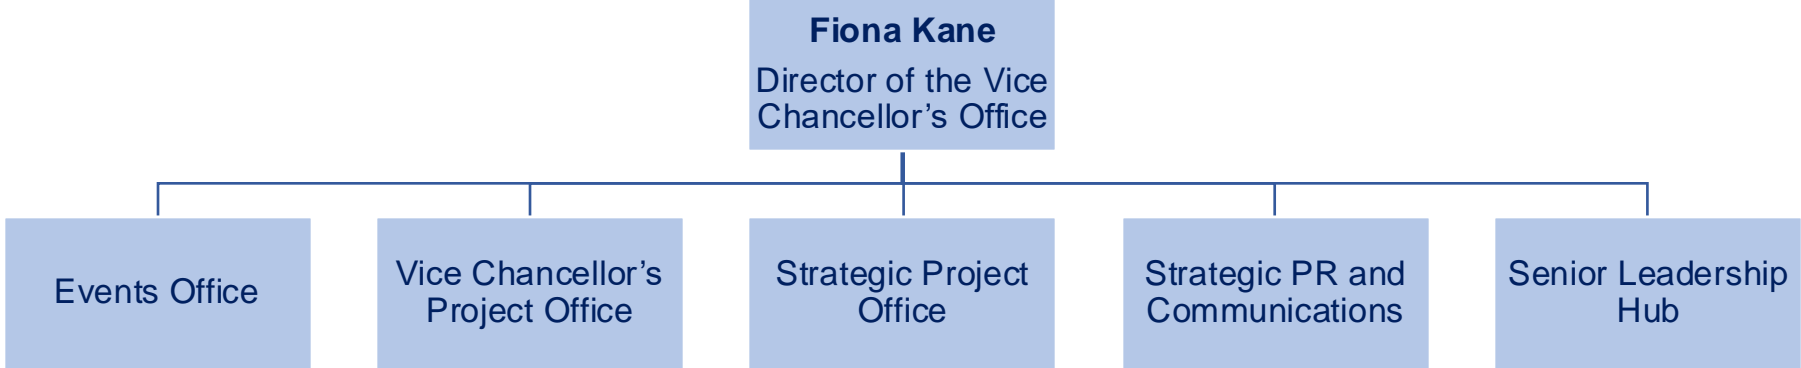 Fiona Kane
Director of the Vice
Chancellor’s Office
Events Office
Vice Chancellor’s
Project Office
Strategic Project
Office
Strategic PR and
Communications
Senior Leadership
Hub